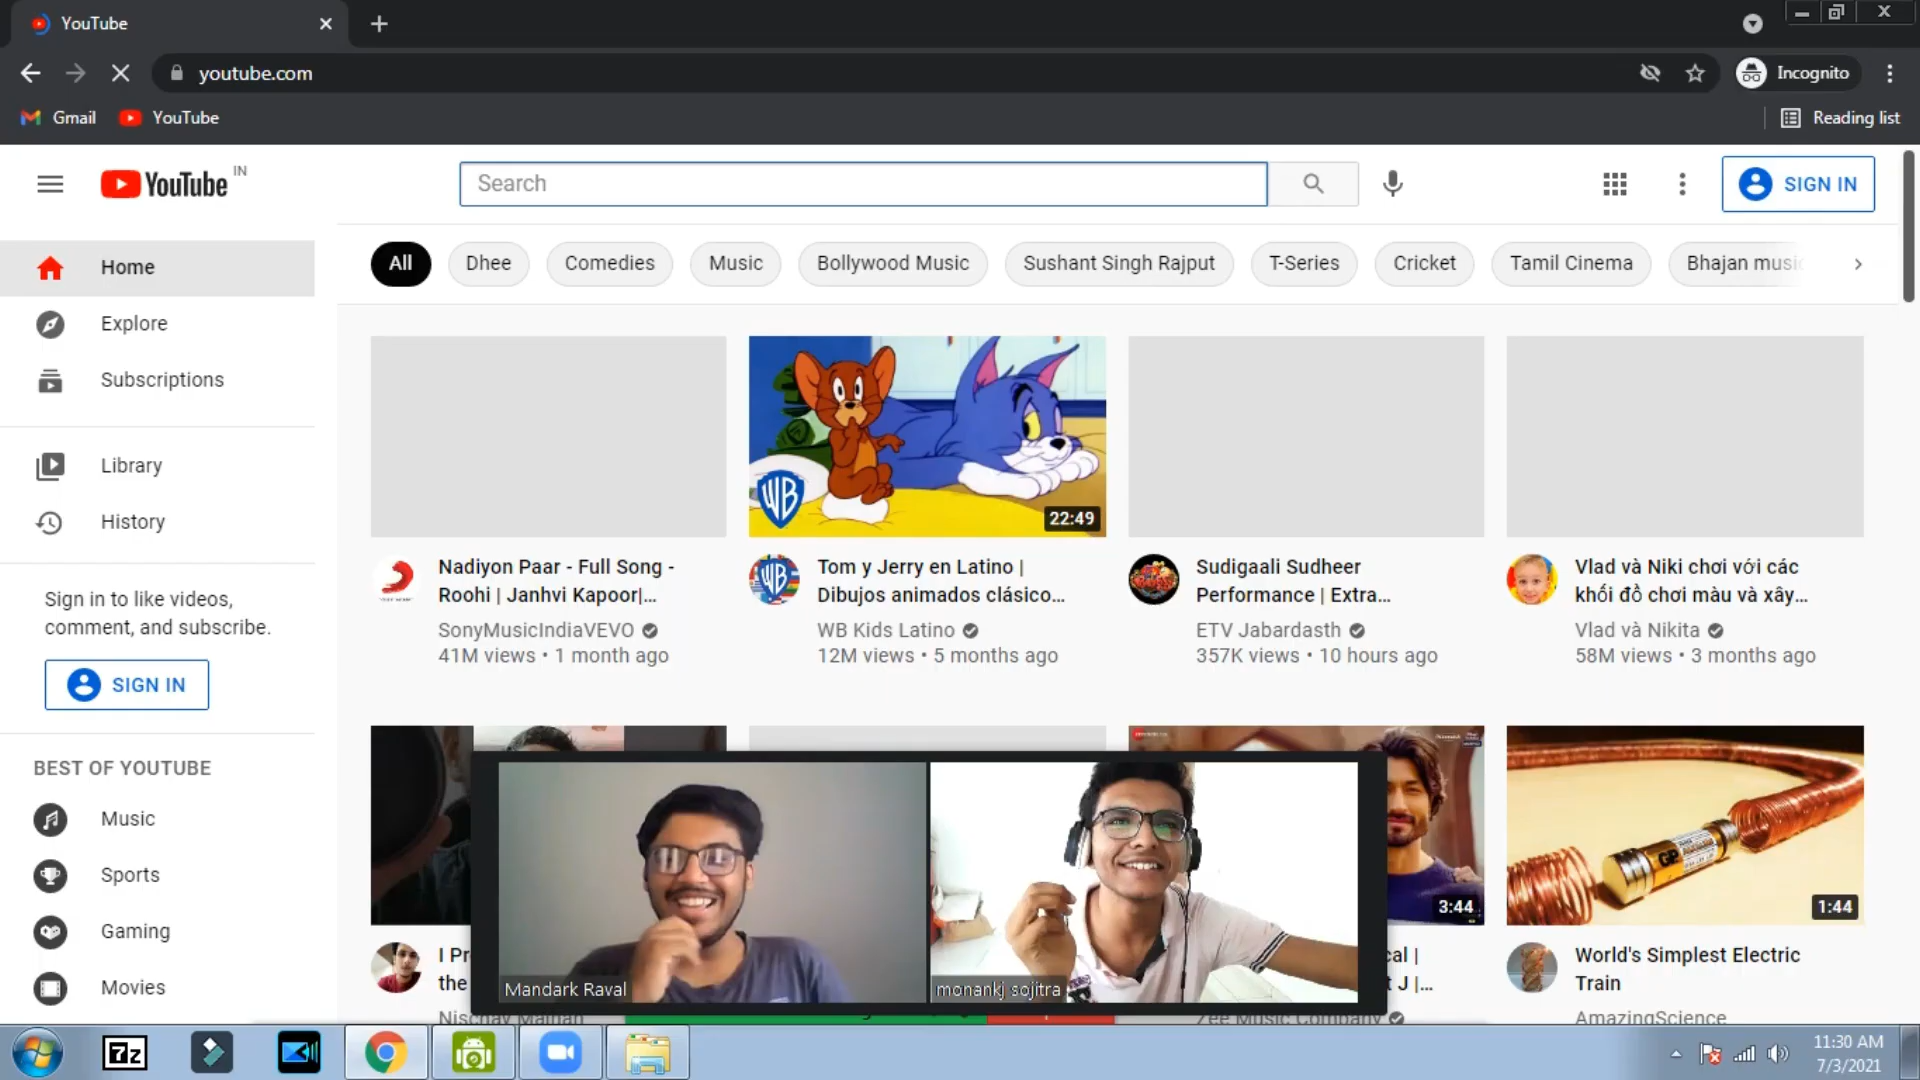 YouTube
youtube.com
Incognito
Gmail
YouTube
Reading list
YouTube IN
Search
SIGN IN
Home
Explore
Subscriptions
Library
History
Sign in to like videos,
comment, and subscribe.
SIGN IN
BEST OF YOUTUBE
Music
Sports
Gaming
Movies
All
Dhee
Comedies
Music
Bollywood Music
Sushant Singh Rajput
T-Series
Cricket
Tamil Cinema
Bhajan music
WB
22:49
Nadiyon Paar - Full Song -
Roohi | Janhvi Kapoor|...
SonyMusicIndiaVEVO
41M views • 1 month ago
WB
Tom y Jerry en Latino |
Dibujos animados clásico...
WB Kids Latino
12M views • 5 months ago
Sudigaali Sudheer
Performance | Extra...
ETV Jabardasth
357K views • 10 hours ago
Vlad và Niki chơi với các
khối đồ chơi màu và xây...
Vlad và Nikita
58M views • 3 months ago
3:44
GP
1:44
I Pr
the
Nischay Malhan
cal |
t J |...
Zee Music Company
World's Simplest Electric
Train
AmazingScience
Mandark Raval
monankj sojitra
7z
11:30 AM
7/3/2021